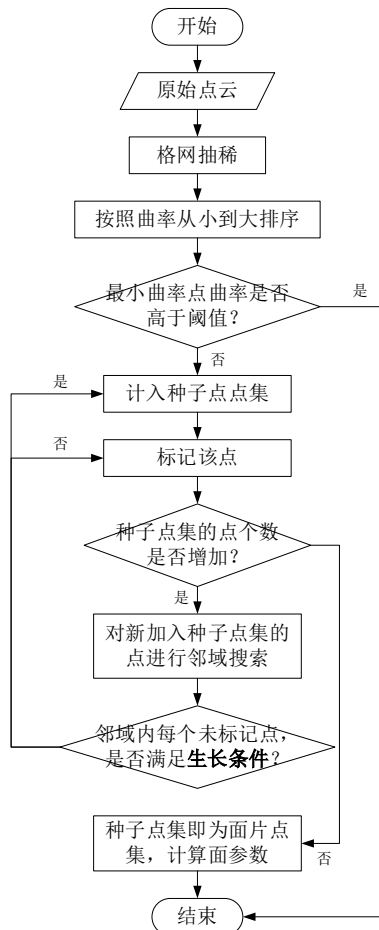 开始
原始点云
格网抽稀
按照曲率从小到大排序
最小曲率点曲率是否
高于阈值？
是
否
是
计入种子点点集
否
标记该点
种子点集的点个数
是否增加？
是
对新加入种子点集的
点进行邻域搜索
邻域内每个未标记点，
是否满足生长条件？
种子点集即为面片点
集，计算面参数
否
结束